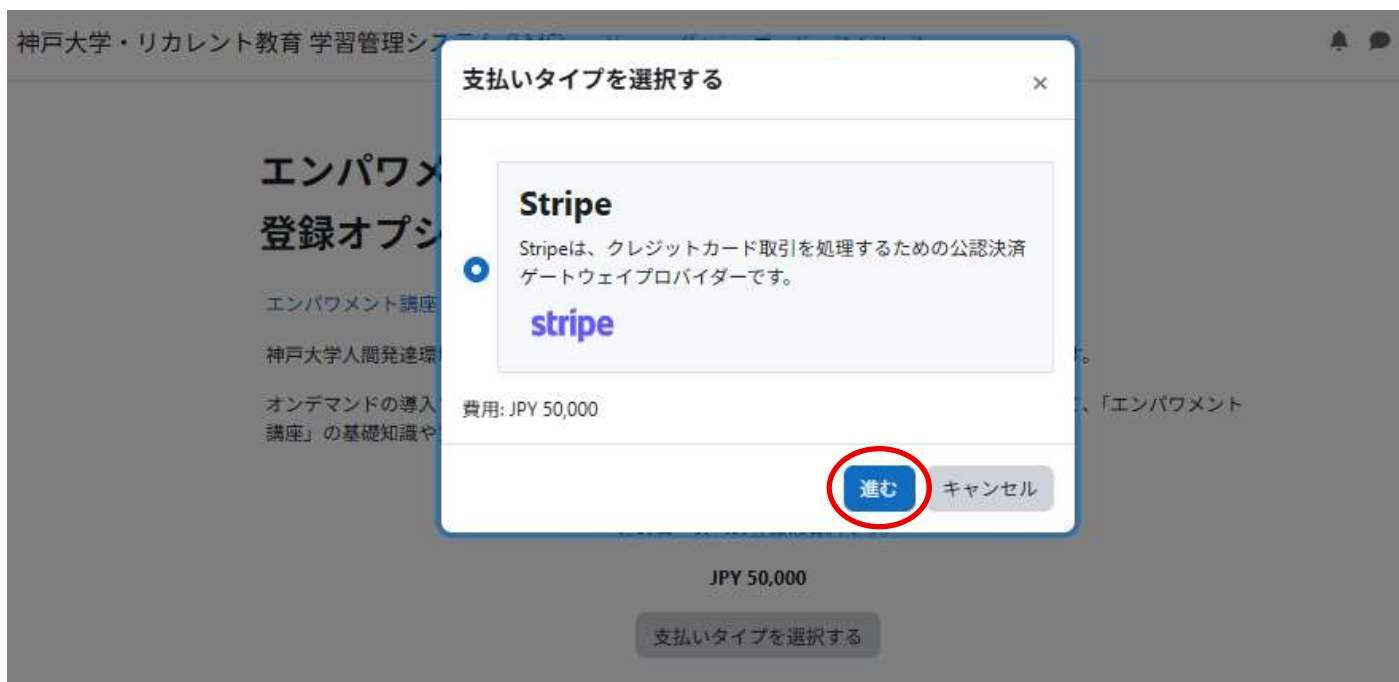 神戸大学・リカレント教育 学習管理シス
支払いタイプを選択する
×
エンパワメ
登録オプシ
Stripe
Stripeは、クレジットカード取引を処理するための公認決済
ゲートウェイプロバイダーです。
stripe
エンパワメント講座
神戸大学人間発達環
す。
費用: JPY 50,000
オンデマンドの導入
、「エンパワメント
講座」の基礎知識や
進む
キャンセル
JPY 50,000
支払いタイプを選択する